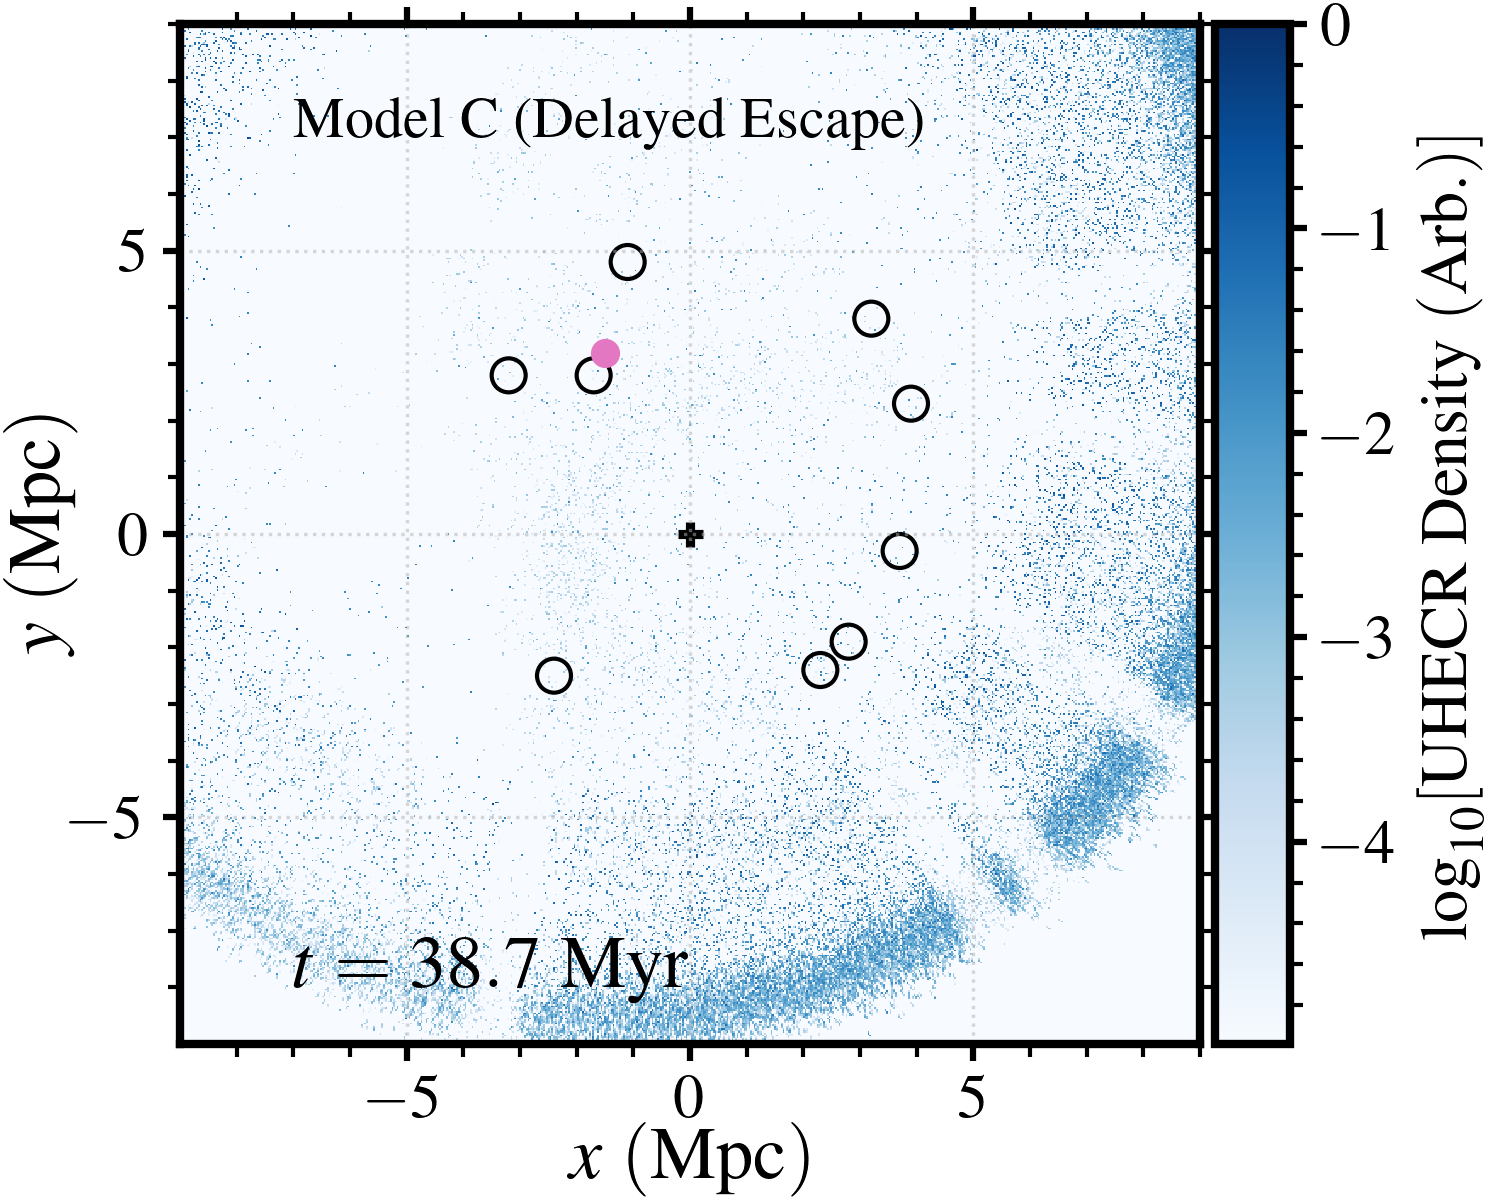 Model C (Delayed Escape)
t = 38.7 Myr
5
0
−5
y (Mpc)
−5
0
5
x (Mpc)
0
−1
−2
−3
−4
log₁₀[UHECR Density (Arb.)]